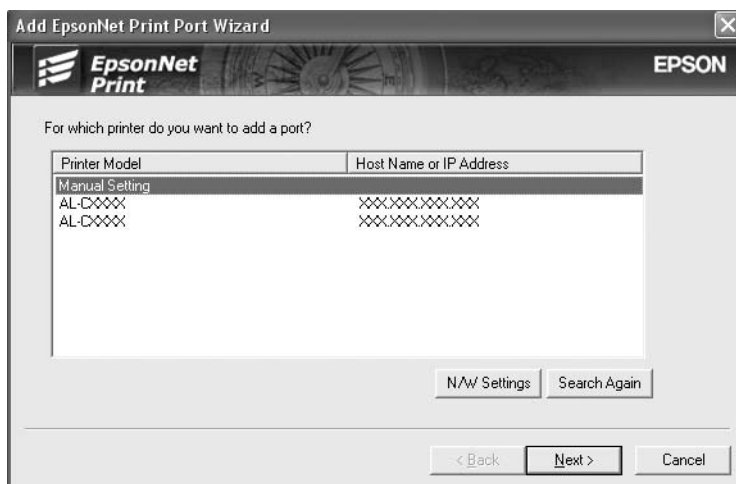 Add EpsonNet Print Port Wizard
EpsonNet
Print
EPSON
For which printer do you want to add a port?
Printer Model Host Name or IP Address
Manual Setting
AL-CXXXX XXX.XXX.XXX.XXX
AL-CXXXX XXX.XXX.XXX.XXX
N/W Settings Search Again
< Back Next > Cancel